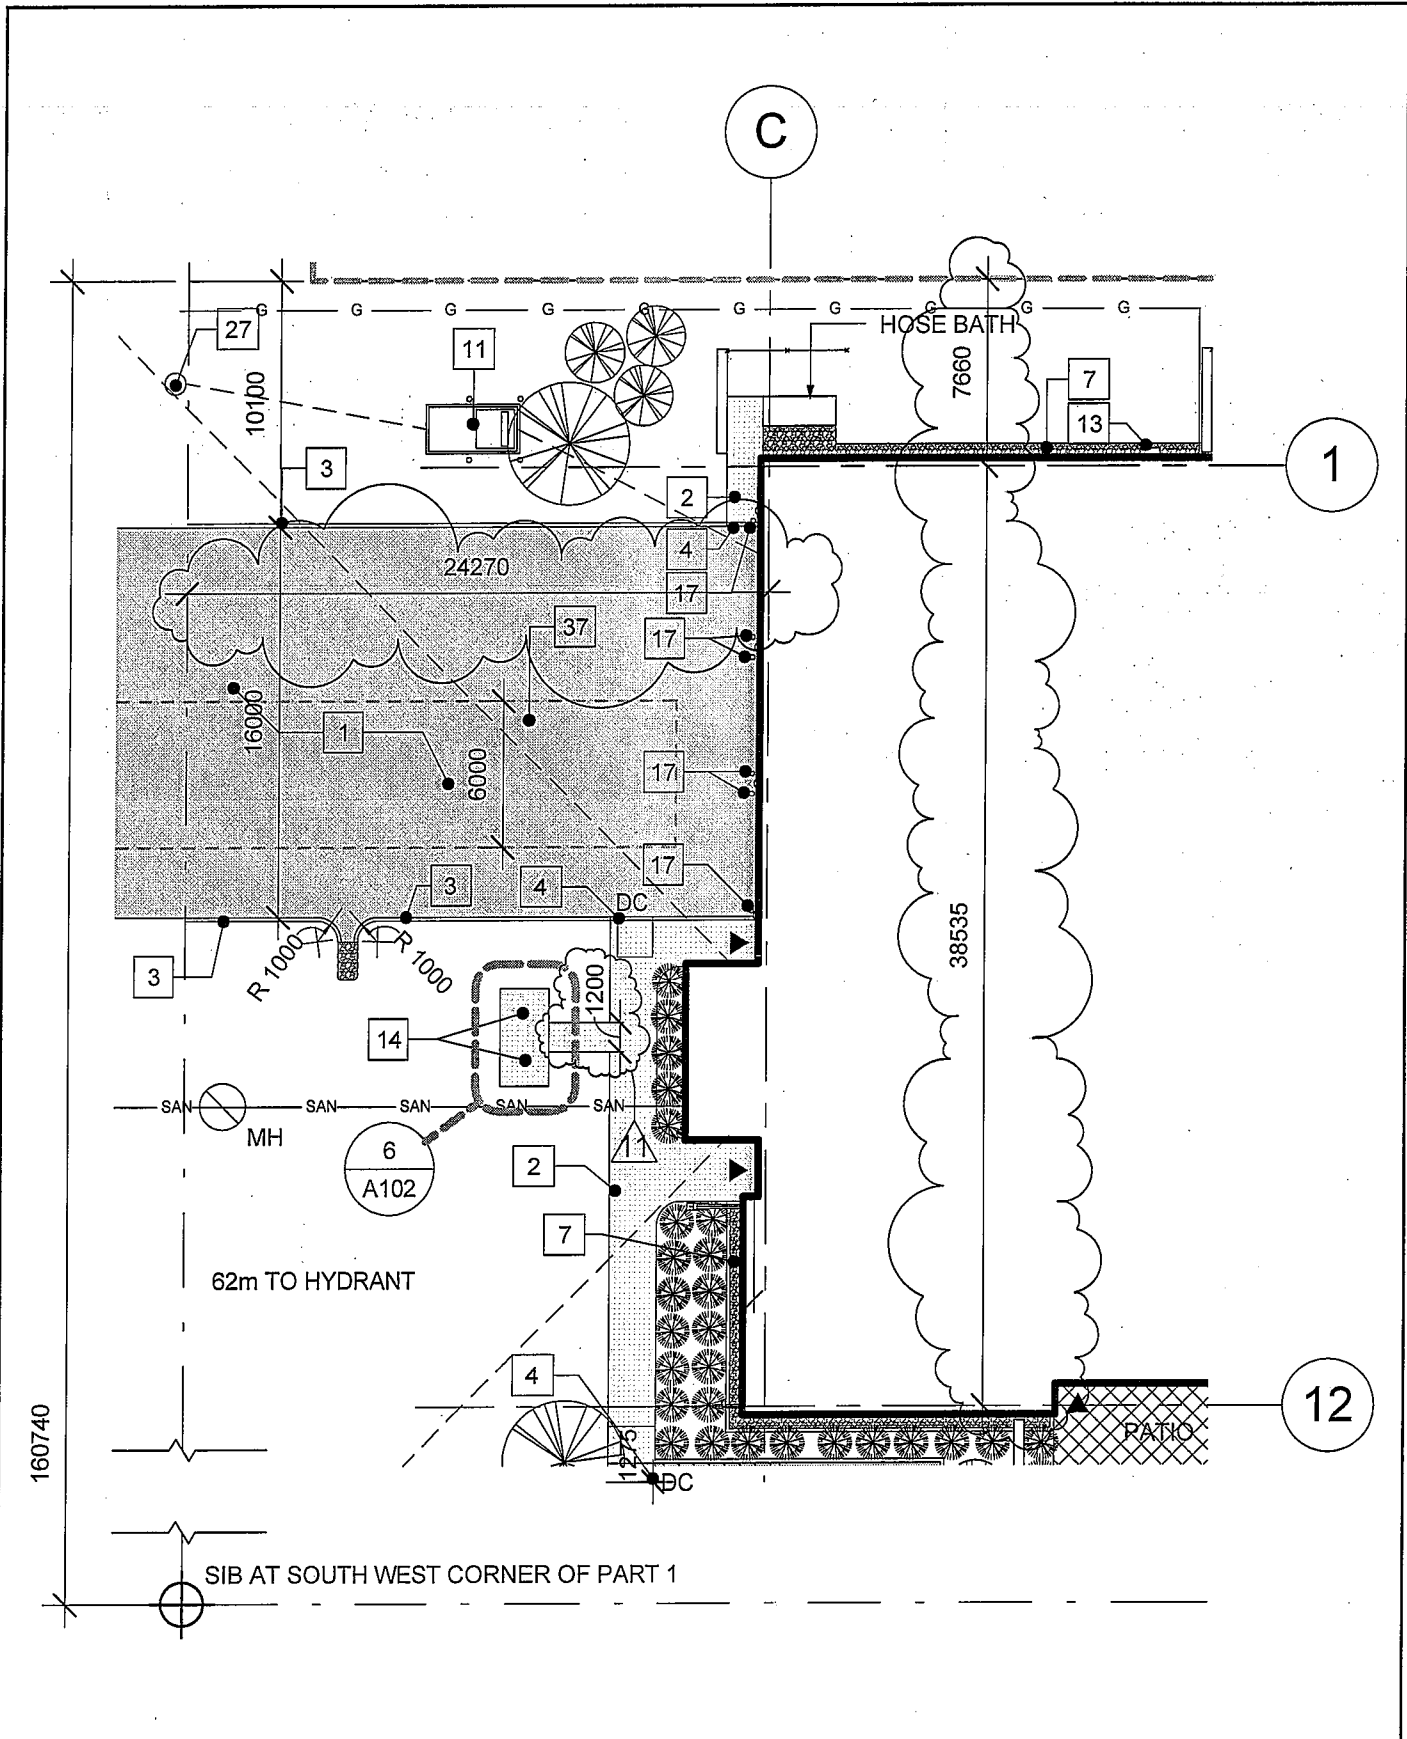 C
G G G G G G G G G G
HOSE BATH
27
11
10100
7660
7
13
1
3
2
4
24270
17
37
17
16000
1
6000
17
17
3
4
DC
38535
3
R 1000
R 1000
1200
14
SAN SAN SAN SAN SAN
MH
11
6
A102
2
7
62m TO HYDRANT
4
12
160740
PATIO
1275
DC
SIB AT SOUTH WEST CORNER OF PART 1